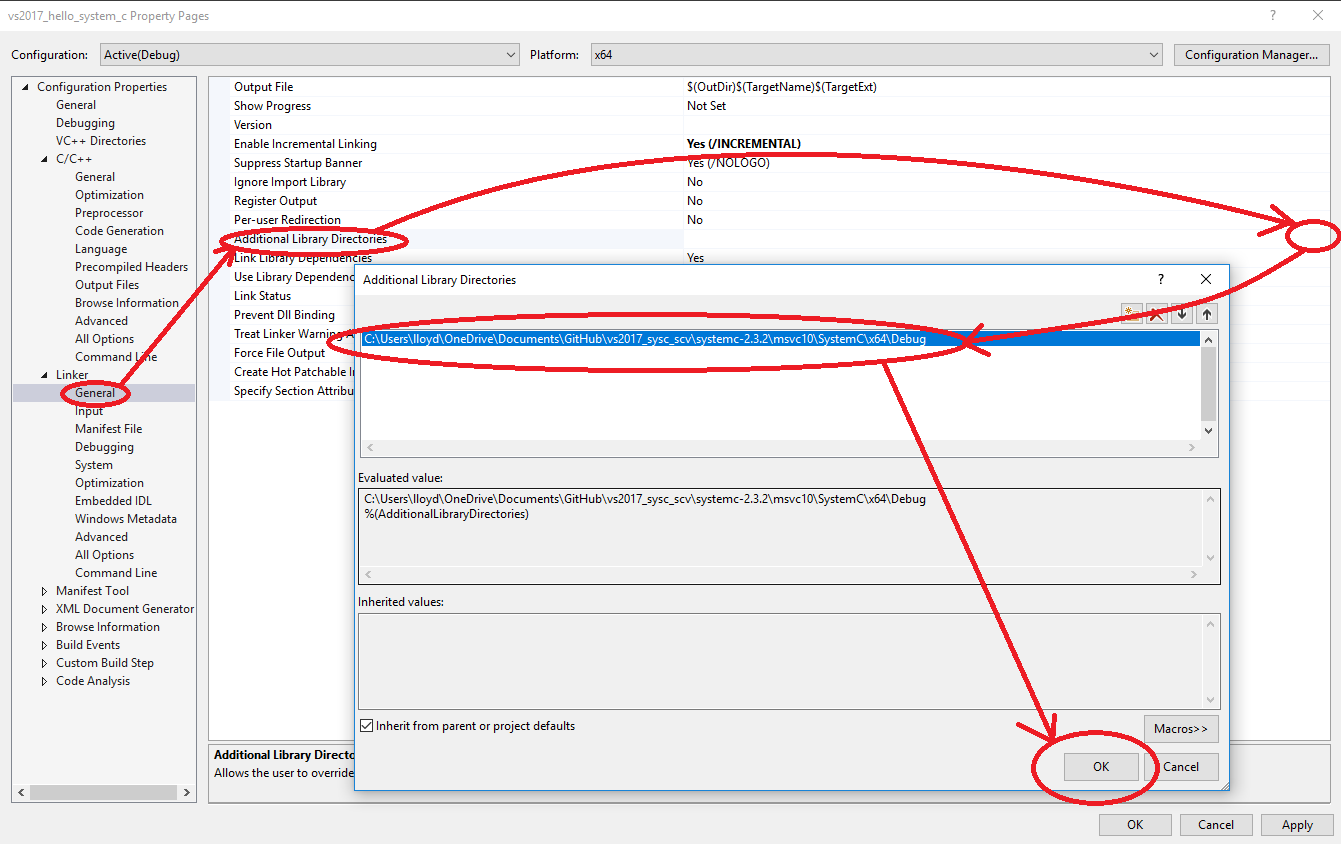 vs2017_hello_system_c Property Pages
Configuration: Active(Debug) Platform: x64 Configuration Manager...
Configuration Properties
General
Debugging
VC++ Directories
C/C++
General
Optimization
Preprocessor
Code Generation
Language
Precompiled Headers
Output Files
Browse Information
Advanced
All Options
Command Line
Linker
General
Input
Manifest File
Debugging
System
Optimization
Embedded IDL
Windows Metadata
Advanced
All Options
Command Line
Manifest Tool
XML Document Generator
Browse Information
Build Events
Custom Build Step
Code Analysis
Output File $(OutDir)$(TargetName)$(TargetExt)
Show Progress Not Set
Version
Enable Incremental Linking Yes (/INCREMENTAL)
Suppress Startup Banner Yes (/NOLOGO)
Ignore Import Library No
Register Output No
Per-user Redirection No
Additional Library Directories
Link Library Dependencies Yes
Use Library Dependenc
Link Status
Prevent Dll Binding
Treat Linker Warning A
Force File Output
Create Hot Patchable I
Specify Section Attribu
Additional Library Directo
Allows the user to override
Additional Library Directories ?
C:\Users\lloyd\OneDrive\Documents\GitHub\vs2017_sysc_scv\systemc-2.3.2\msvc10\SystemC\x64\Debug
Evaluated value:
C:\Users\lloyd\OneDrive\Documents\GitHub\vs2017_sysc_scv\systemc-2.3.2\msvc10\SystemC\x64\Debug
%(AdditionalLibraryDirectories)
Inherited values:
Inherit from parent or project defaults
Macros>>
OK Cancel
OK Cancel Apply